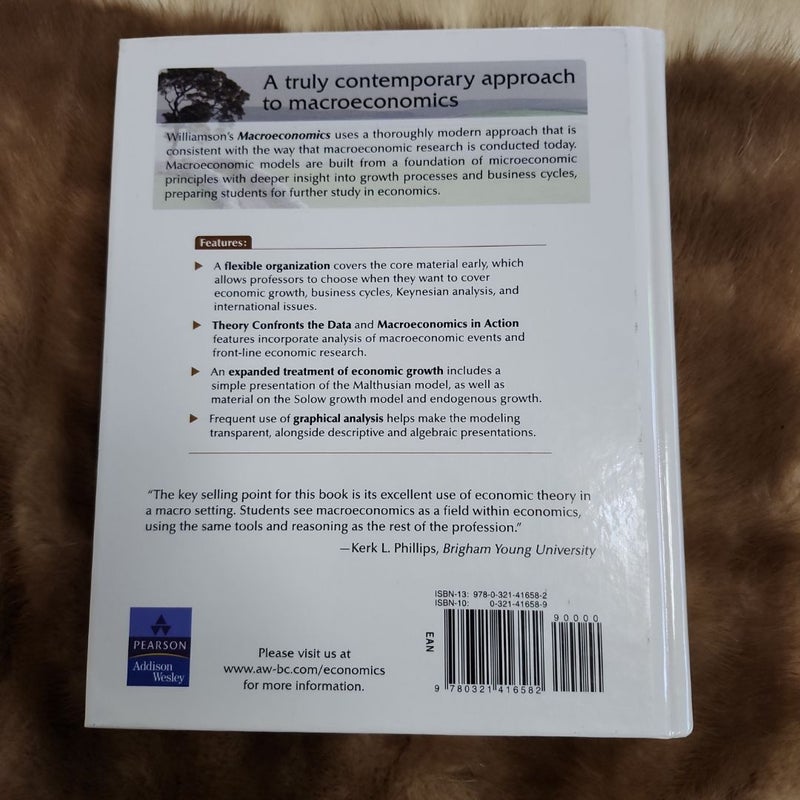 A truly contemporary approach
to macroeconomics
Williamson's Macroeconomics uses a thoroughly modern approach that is
consistent with the way that macroeconomic research is conducted today.
Macroeconomic models are built from a foundation of microeconomic
principles with deeper insight into growth processes and business cycles,
preparing students for further study in economics.
Features:
A flexible organization covers the core material early, which
allows professors to choose when they want to cover
economic growth, business cycles, Keynesian analysis, and
international issues.
Theory Confronts the Data and Macroeconomics in Action
features incorporate analysis of macroeconomic events and
front-line economic research.
An expanded treatment of economic growth includes a
simple presentation of the Malthusian model, as well as
material on the Solow growth model and endogenous growth.
Frequent use of graphical analysis helps make the modeling
transparent, alongside descriptive and algebraic presentations.
"The key selling point for this book is its excellent use of economic theory in
a macro setting. Students see macroeconomics as a field within economics,
using the same tools and reasoning as the rest of the profession."
—Kerk L. Phillips, Brigham Young University
PEARSON
Addison
Wesley
Please visit us at
www.aw-bc.com/economics
for more information.
ISBN-13: 978-0-321-41658-2
ISBN-10: 0-321-41658-9
90000
EAN
9 780321 416582